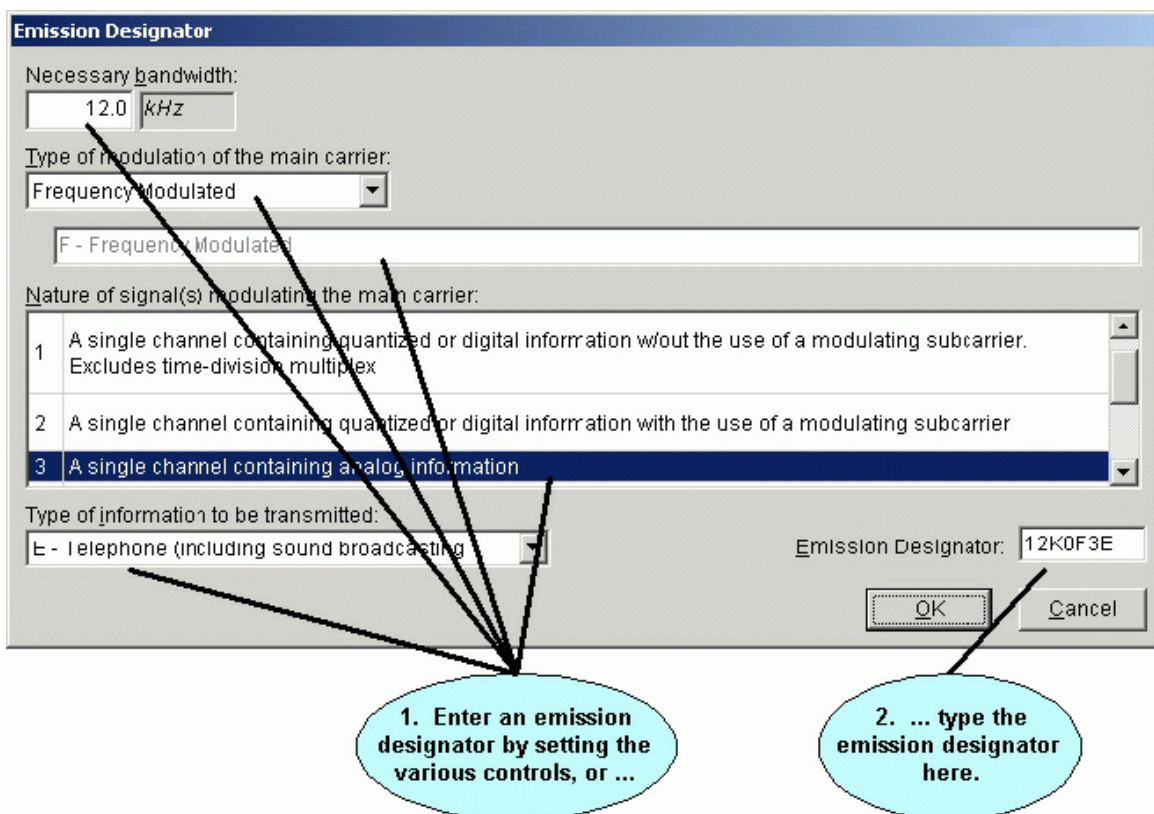 Emission Designator
Necessary bandwidth:
12.0 kHz
Type of modulation of the main carrier:
Frequency Modulated
F - Frequency Modulated
Nature of signal(s) modulating the main carrier:
1 A single channel containing quantized or digital information w/out the use of a modulating subcarrier.
Excludes time-division multiplex
2 A single channel containing quantized or digital information with the use of a modulating subcarrier
3 A single channel containing analog information
Type of information to be transmitted:
E - Telephone (including sound broadcasting
Emission Designator: 12K0F3E
OK Cancel
1. Enter an emission
designator by setting the
various controls, or ...
2. ... type the
emission designator
here.